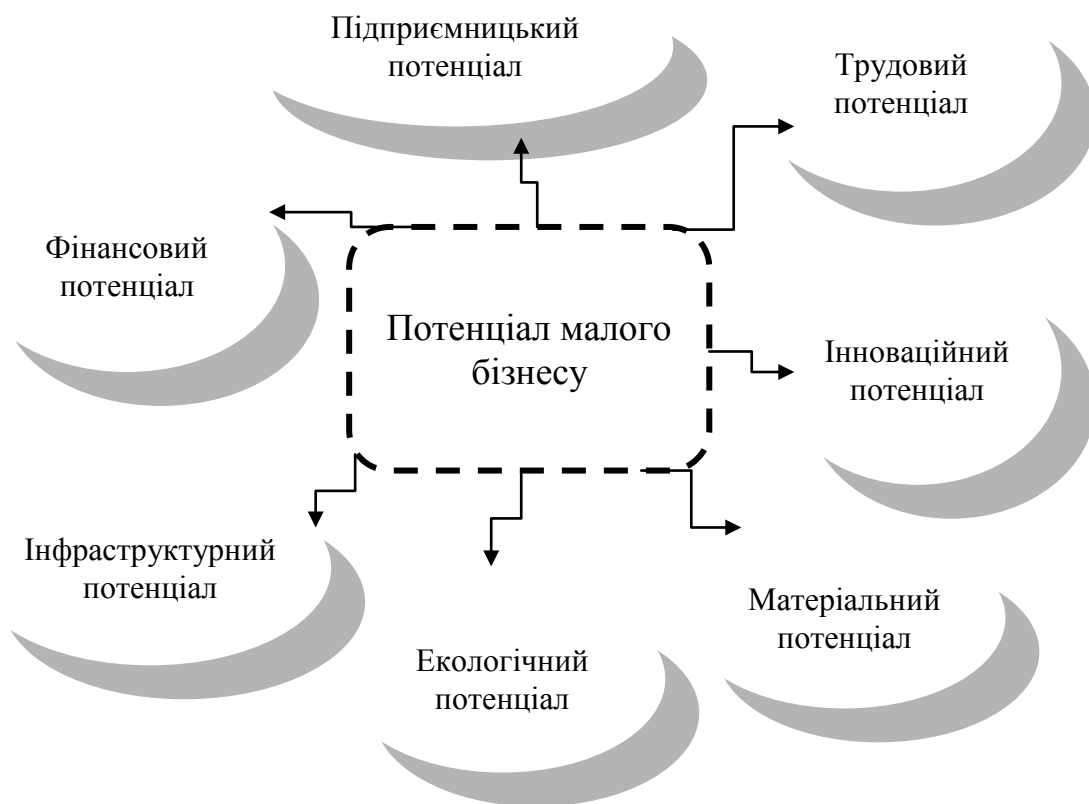 Підприємницький
потенціал
Трудовий
потенціал
Фінансовий
потенціал
Потенціал малого
бізнесу
Інноваційний
потенціал
Інфраструктурний
потенціал
Матеріальний
потенціал
Екологічний
потенціал